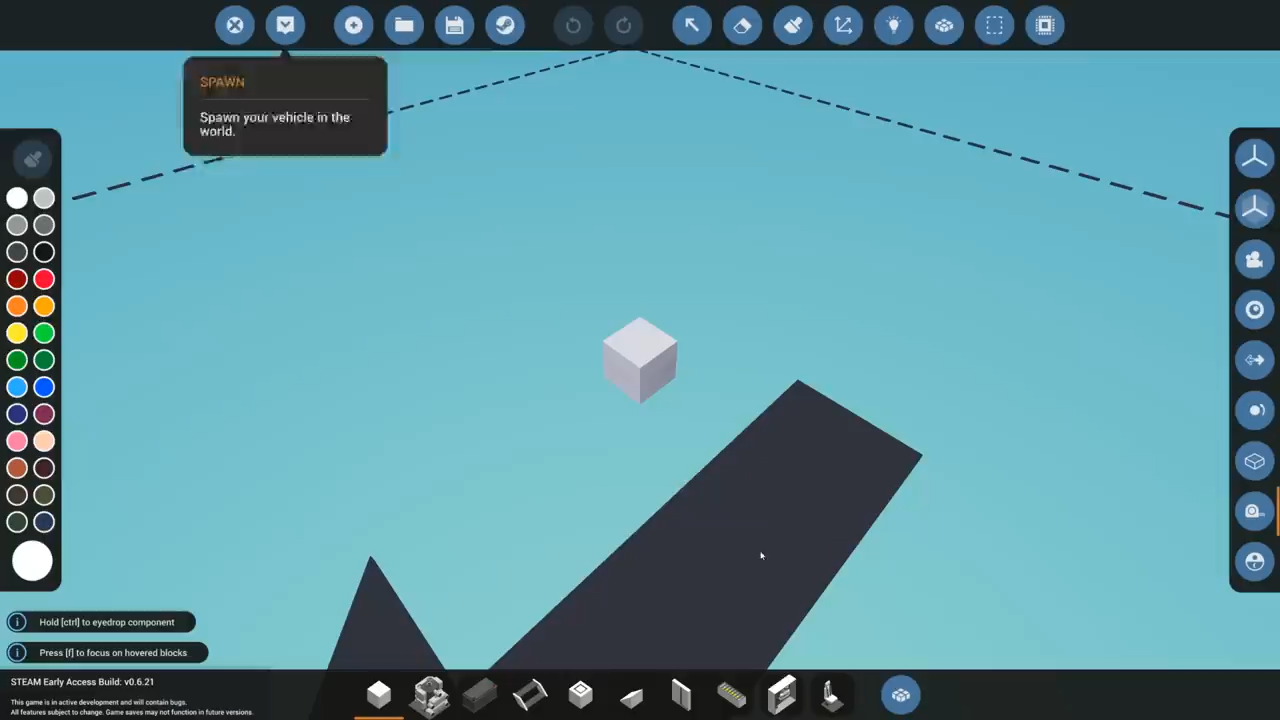 SPAWN
Spawn your vehicle in the
world.
Hold [ctrl] to eyedrop component
Press [f] to focus on hovered blocks
STEAM Early Access Build: v0.6.21
This game is in active development and will contain bugs.
All features subject to change. Game saves may not function in future versions.